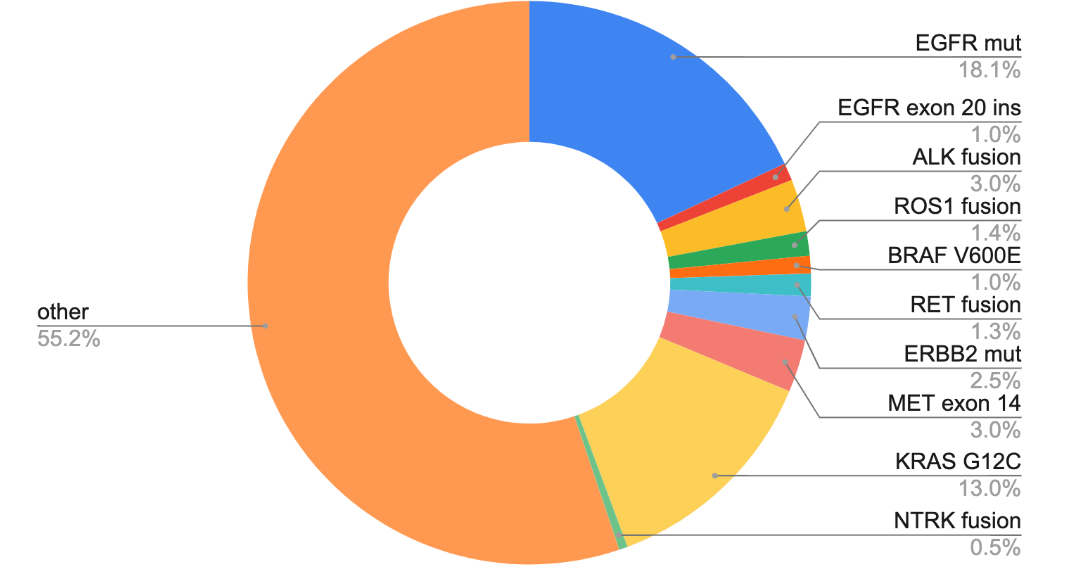 EGFR mut
18.1%
EGFR exon 20 ins
1.0%
ALK fusion
3.0%
ROS1 fusion
1.4%
BRAF V600E
1.0%
RET fusion
1.3%
ERBB2 mut
2.5%
MET exon 14
3.0%
KRAS G12C
13.0%
NTRK fusion
0.5%
other
55.2%